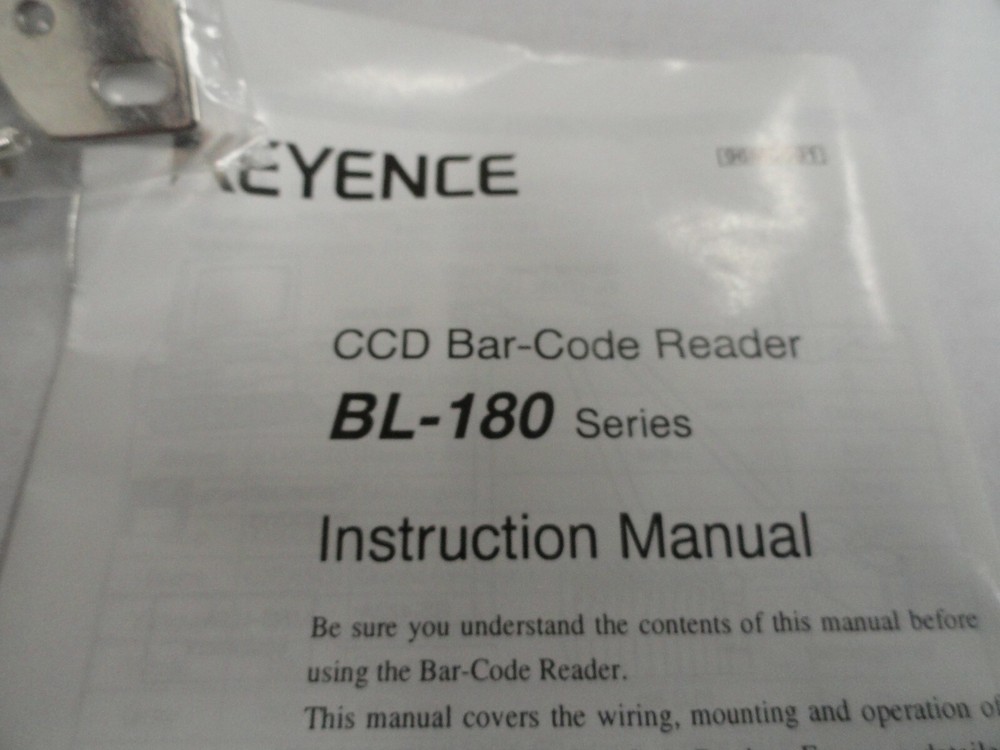 KEYENCE
CCD Bar-Code Reader
BL-180 Series
Instruction Manual
Be sure you understand the contents of this manual before
using the Bar-Code Reader.
This manual covers the wiring, mounting and operation of